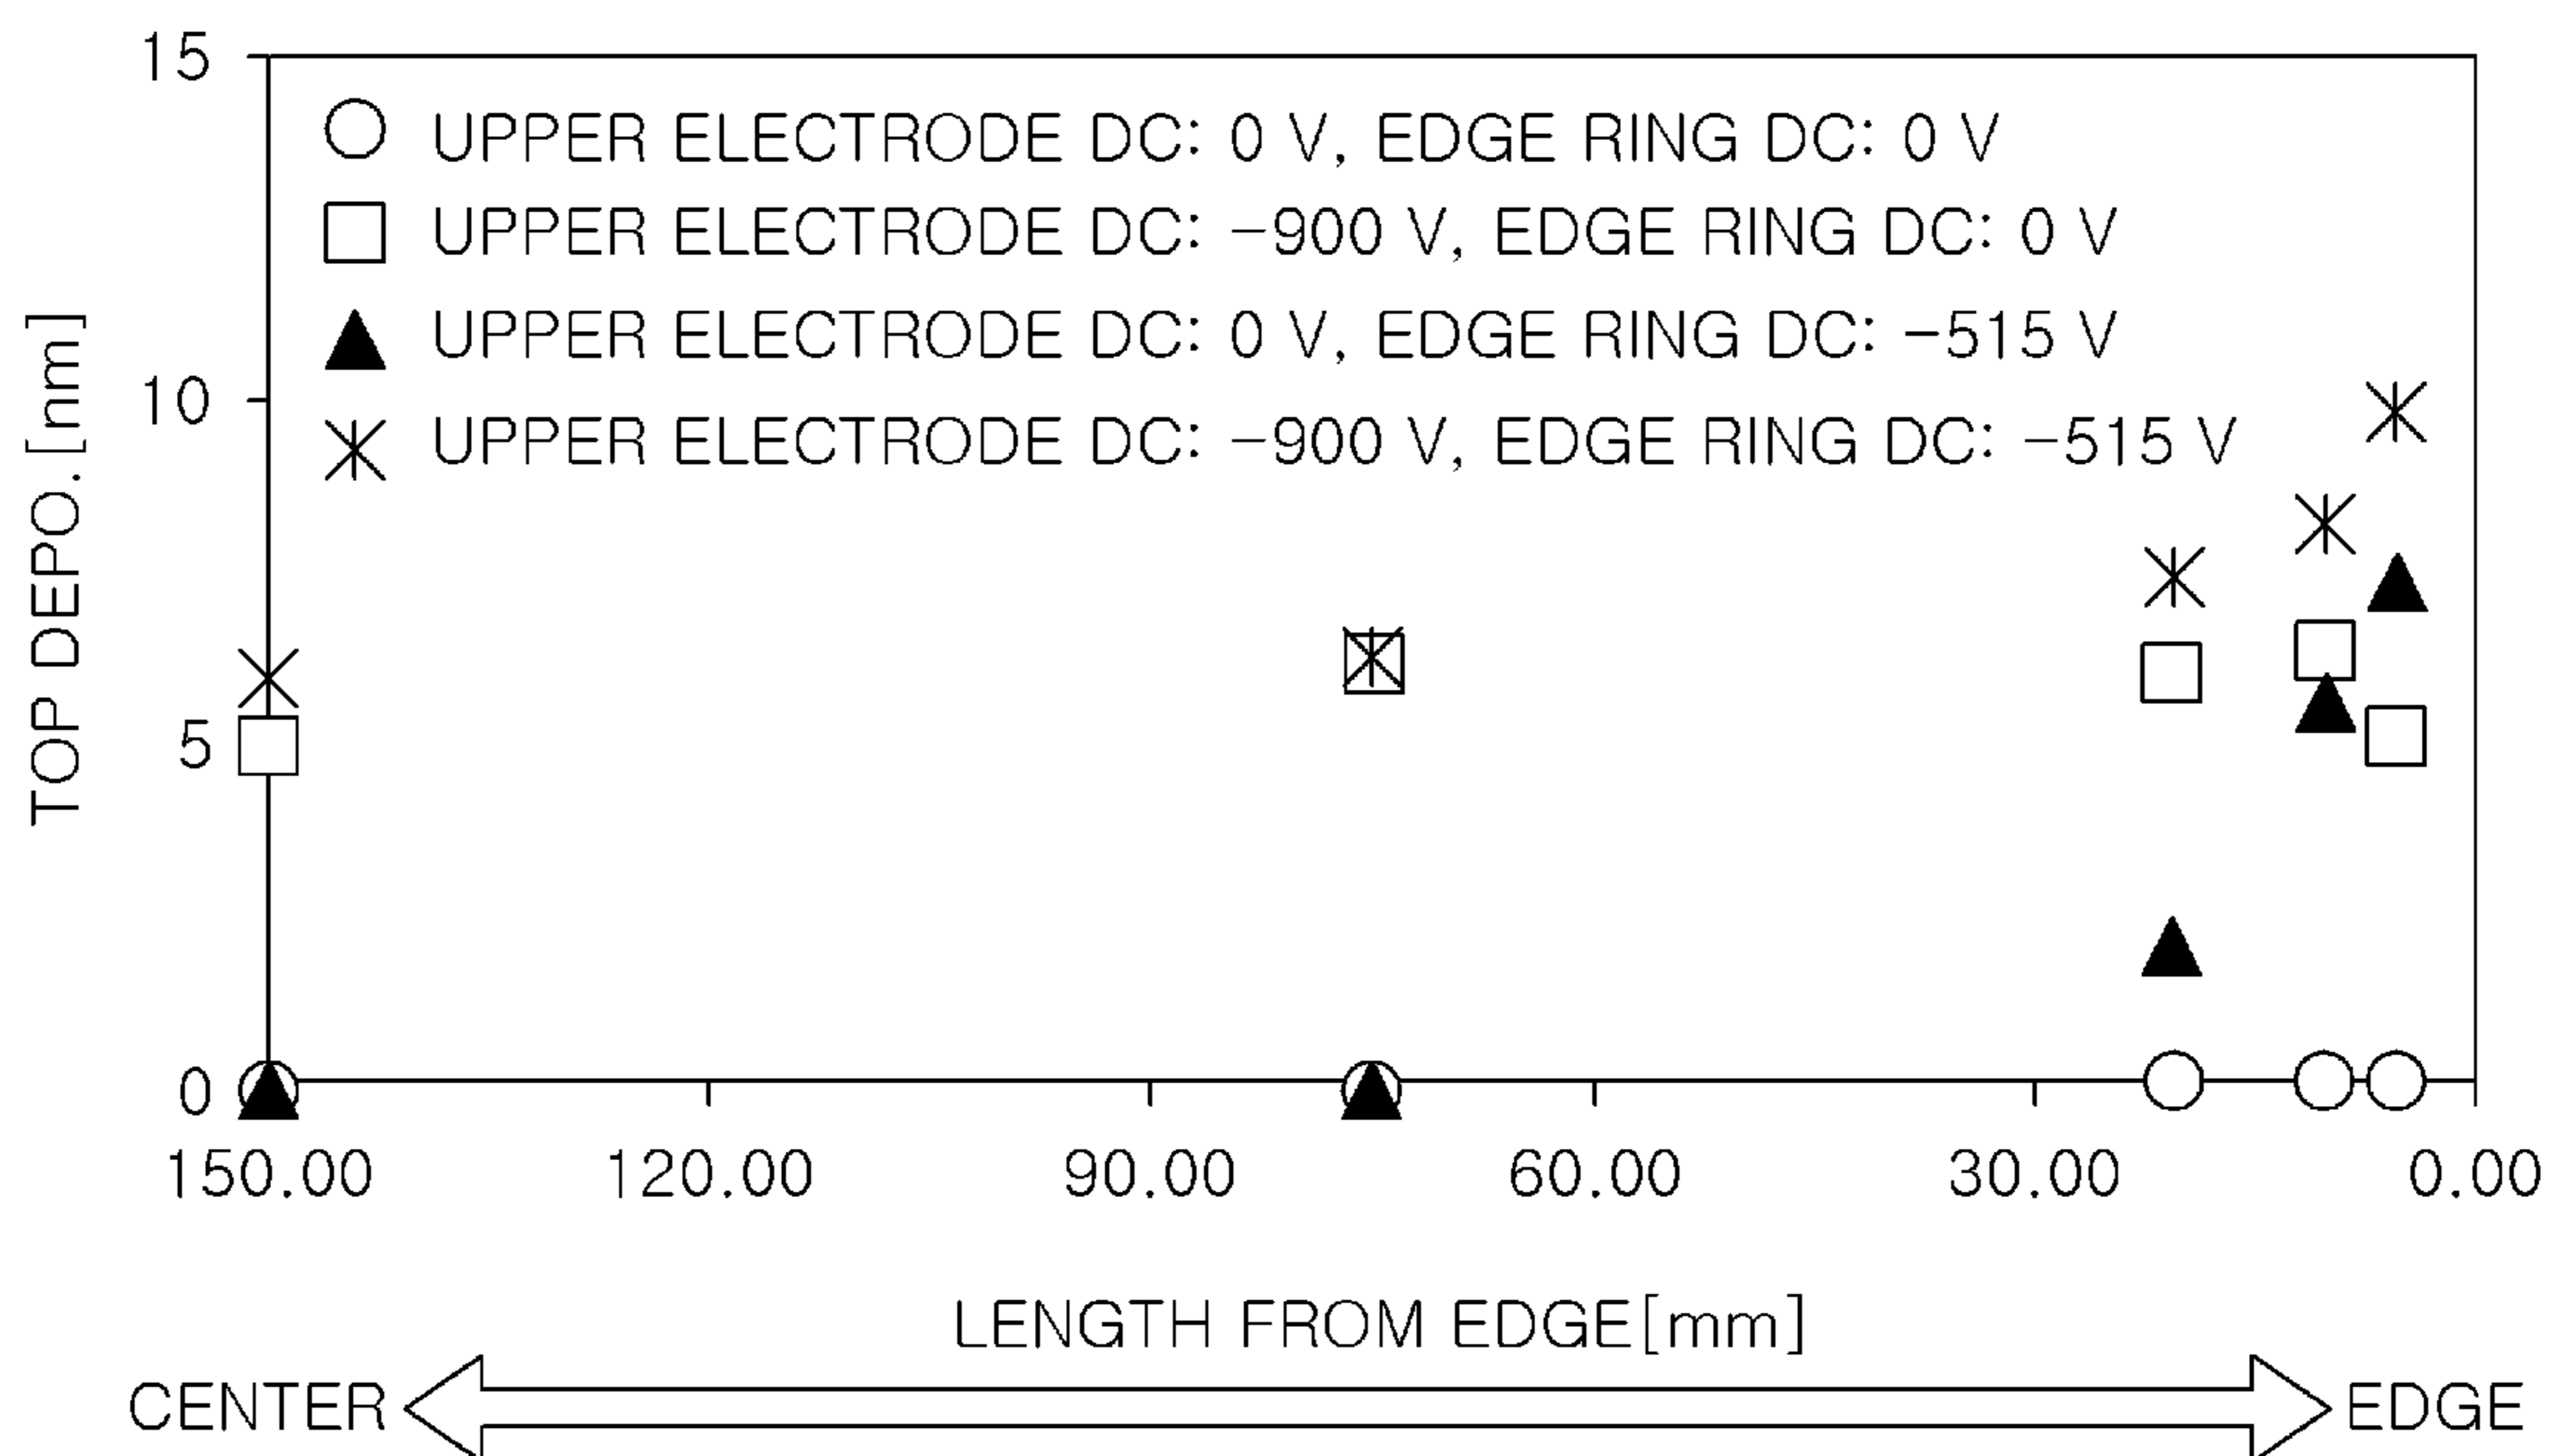 15
UPPER ELECTRODE DC: 0 V, EDGE RING DC: 0 V
UPPER ELECTRODE DC: -900 V, EDGE RING DC: 0 V
UPPER ELECTRODE DC: 0 V, EDGE RING DC: -515 V
10
UPPER ELECTRODE DC: -900 V, EDGE RING DC: -515 V
TOP DEPO.[nm]
5
0
150.00 120.00 90.00 60.00 30.00 0.00
LENGTH FROM EDGE[mm]
CENTER EDGE